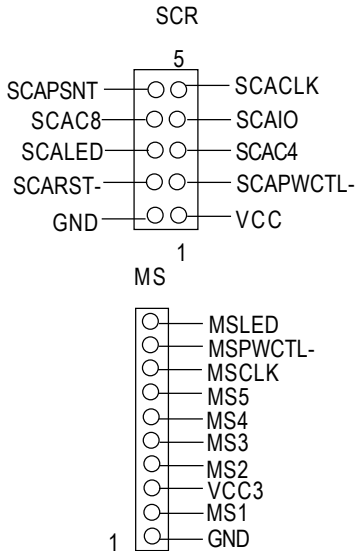 SCR
5
SCAPSNT SCACLK
SCAC8 SCAIO
SCALED SCAC4
SCARST- SCAPWCTL-
GND VCC
1
MS
MSLED
MSPWCTL-
MSCLK
MS5
MS4
MS3
MS2
VCC3
MS1
1 GND